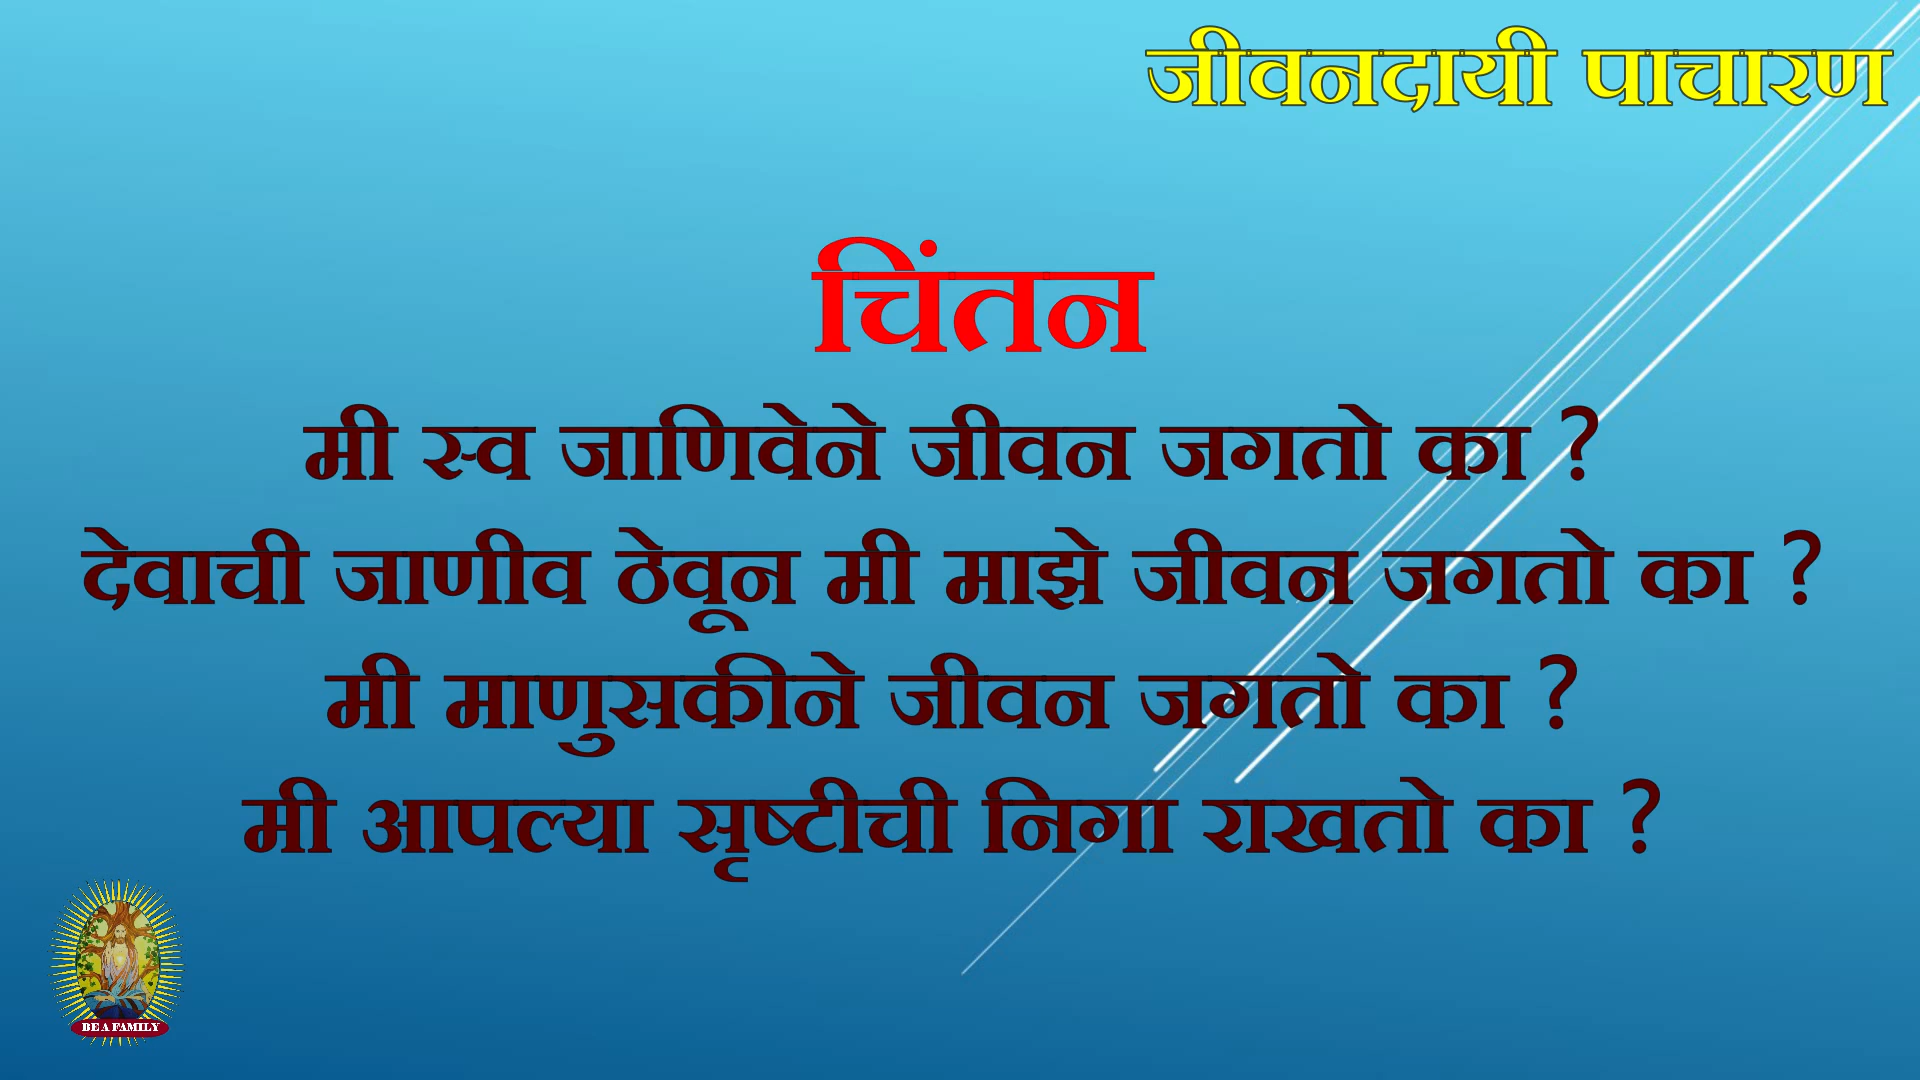 जीवनदायी पाचारण
चिंतन
मी स्व जाणिवेने जीवन जगतो का ?
देवाची जाणीव ठेवून मी माझे जीवन जगतो का ?
मी माणुसकीने जीवन जगतो का ?
मी आपल्या सृष्टीची निगा राखतो का ?
BE A FAMILY